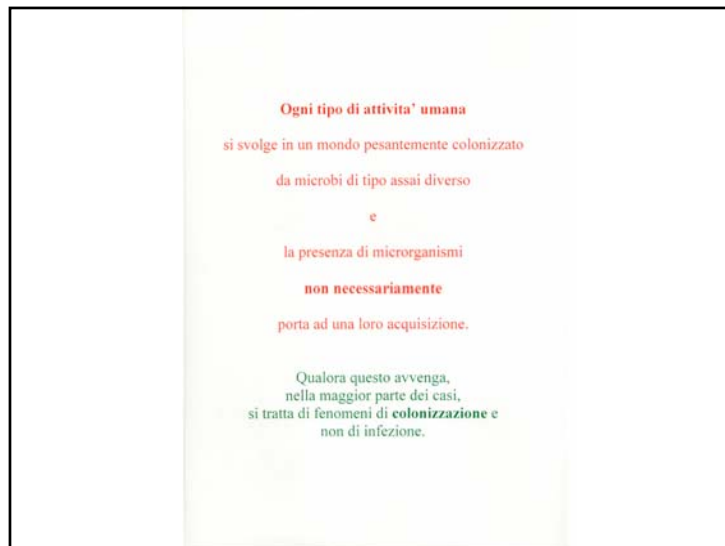 Ogni tipo di attivita' umana
si svolge in un mondo pesantemente colonizzato
da microbi di tipo assai diverso
e
la presenza di microrganismi
non necessariamente
porta ad una loro acquisizione.
Qualora questo avvenga,
nella maggior parte dei casi,
si tratta di fenomeni di colonizzazione e
non di infezione.